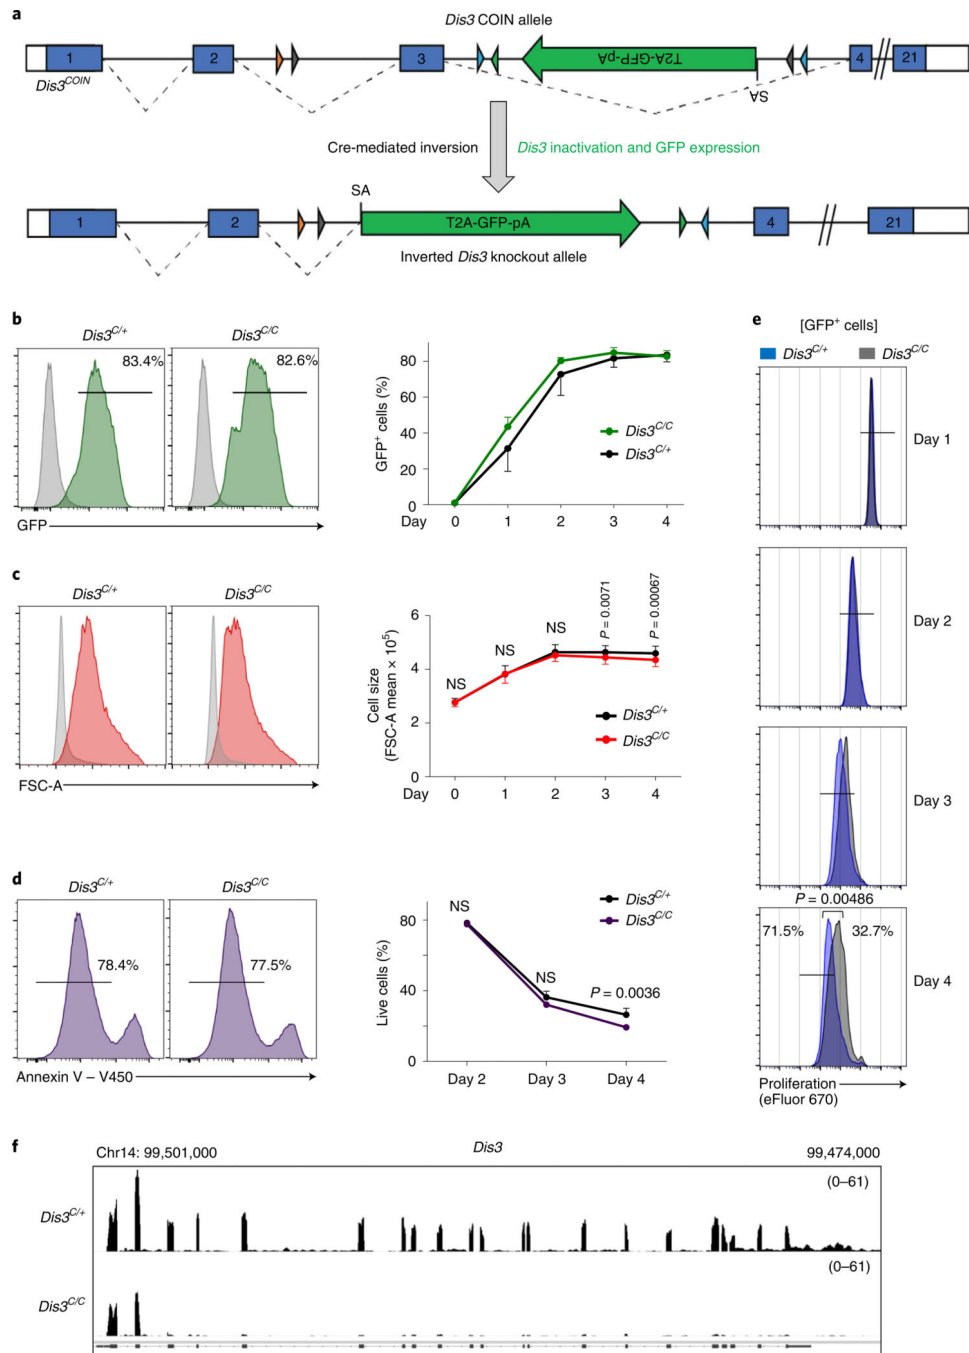 a
Dis3 COIN allele
1
2
3
T2A-GFP-pA
4
21
Dis3COIN
SA
Cre-mediated inversion
Dis3 inactivation and GFP expression
SA
1
2
T2A-GFP-pA
4
21
Inverted Dis3 knockout allele
b
Dis3C/+
Dis3C/C
83.4%
82.6%
GFP
GFP+ cells (%)
80
60
40
20
0
Dis3C/C
Dis3C/+
Day
0
1
2
3
4
c
Dis3C/+
Dis3C/C
FSC-A
Cell size
(FSC-A mean × 10⁵)
6
4
2
0
NS
NS
NS
P = 0.0071
P = 0.00067
Dis3C/+
Dis3C/C
Day
0
1
2
3
4
d
Dis3C/+
Dis3C/C
78.4%
77.5%
Annexin V – V450
Live cells (%)
80
40
0
NS
NS
P = 0.0036
Dis3C/+
Dis3C/C
Day 2
Day 3
Day 4
e
[GFP+ cells]
Dis3C/+
Dis3C/C
Day 1
Day 2
Day 3
P = 0.00486
71.5%
32.7%
Day 4
Proliferation
(eFluor 670)
f
Chr14: 99,501,000
Dis3
99,474,000
Dis3C/+
(0–61)
Dis3C/C
(0–61)